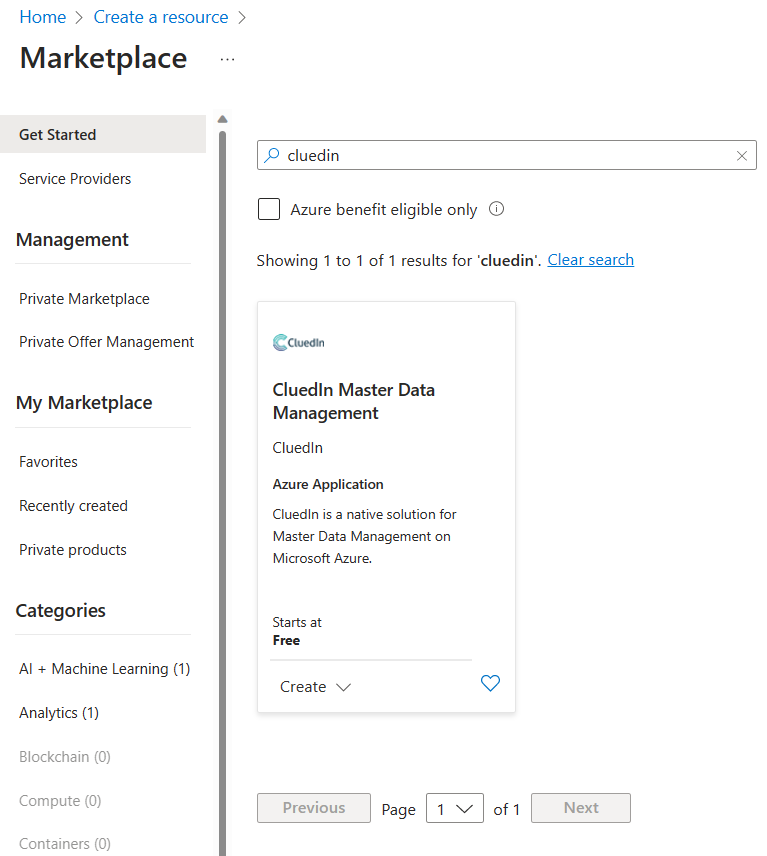 Home > Create a resource >
Marketplace ...
Get Started
Service Providers
Management
Private Marketplace
Private Offer Management
My Marketplace
Favorites
Recently created
Private products
Categories
AI + Machine Learning (1)
Analytics (1)
Blockchain (0)
Compute (0)
Containers (0)
cluedin
Azure benefit eligible only
Showing 1 to 1 of 1 results for 'cluedin'. Clear search
CluedIn
CluedIn Master Data
Management
CluedIn
Azure Application
CluedIn is a native solution for
Master Data Management on
Microsoft Azure.
Starts at
Free
Create
Previous Page 1 of 1 Next